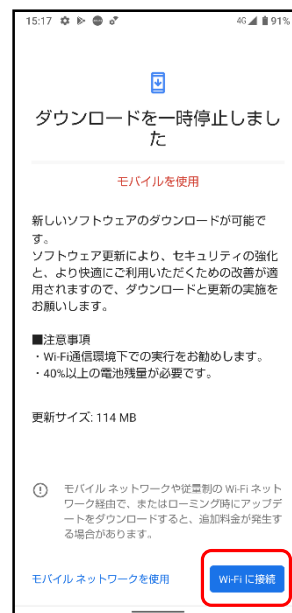 15:17 4G 91%
ダウンロードを一時停止しまし
た
モバイルを使用
新しいソフトウェアのダウンロードが可能で
す。
ソフトウェア更新により、セキュリティの強化
と、より快適にご利用いただくための改善が適
用されますので、ダウンロードと更新の実施を
お願いします。
■注意事項
・Wi-Fi通信環境下での実行をお勧めします。
・40%以上の電池残量が必要です。
更新サイズ: 114 MB
モバイル ネットワークや従量制の Wi-Fi ネット
ワーク経由で、またはローミング時にアップデ
ートをダウンロードすると、追加料金が発生す
る場合があります。
モバイル ネットワークを使用 Wi-Fi に接続